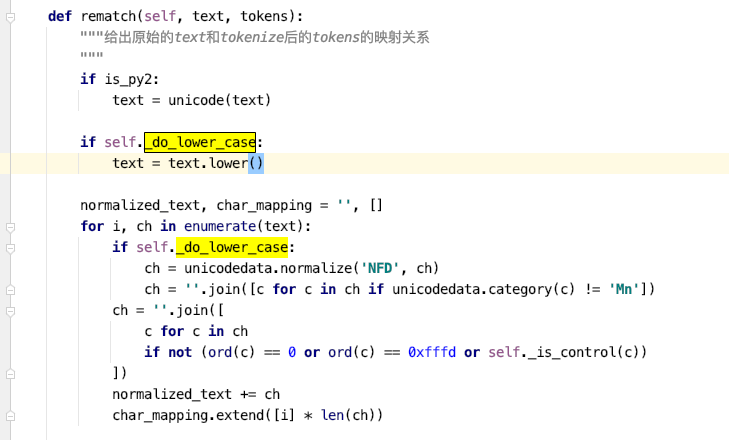 def rematch(self, text, tokens):
    """给出原始的text和tokenize后的tokens的映射关系
    """
    if is_py2:
        text = unicode(text)

    if self._do_lower_case:
        text = text.lower()

    normalized_text, char_mapping = '', []
    for i, ch in enumerate(text):
        if self._do_lower_case:
            ch = unicodedata.normalize('NFD', ch)
            ch = ''.join([c for c in ch if unicodedata.category(c) != 'Mn'])
        ch = ''.join([
            c for c in ch
            if not (ord(c) == 0 or ord(c) == 0xfffd or self._is_control(c))
        ])
        normalized_text += ch
        char_mapping.extend([i] * len(ch))